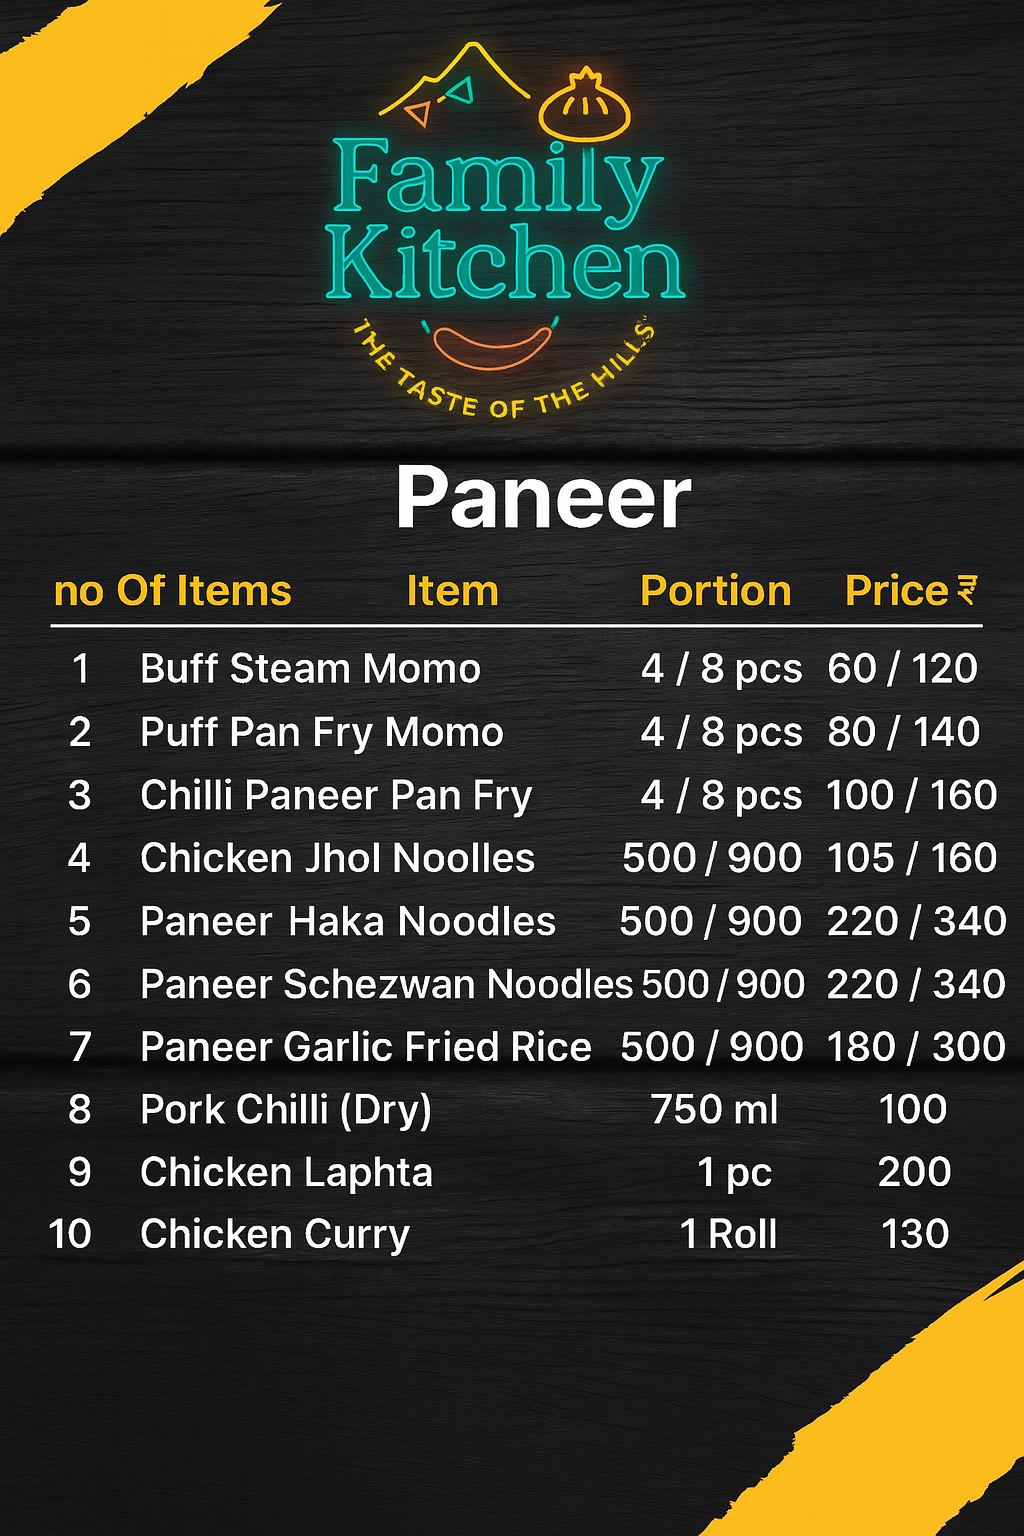 Family
Kitchen
THE TASTE OF THE HILLS
Paneer
no Of Items Item Portion Price ₹
1 Buff Steam Momo 4 / 8 pcs 60 / 120
2 Puff Pan Fry Momo 4 / 8 pcs 80 / 140
3 Chilli Paneer Pan Fry 4 / 8 pcs 100 / 160
4 Chicken Jhol Noolles 500 / 900 105 / 160
5 Paneer Haka Noodles 500 / 900 220 / 340
6 Paneer Schezwan Noodles 500 / 900 220 / 340
7 Paneer Garlic Fried Rice 500 / 900 180 / 300
8 Pork Chilli (Dry) 750 ml 100
9 Chicken Laphta 1 pc 200
10 Chicken Curry 1 Roll 130